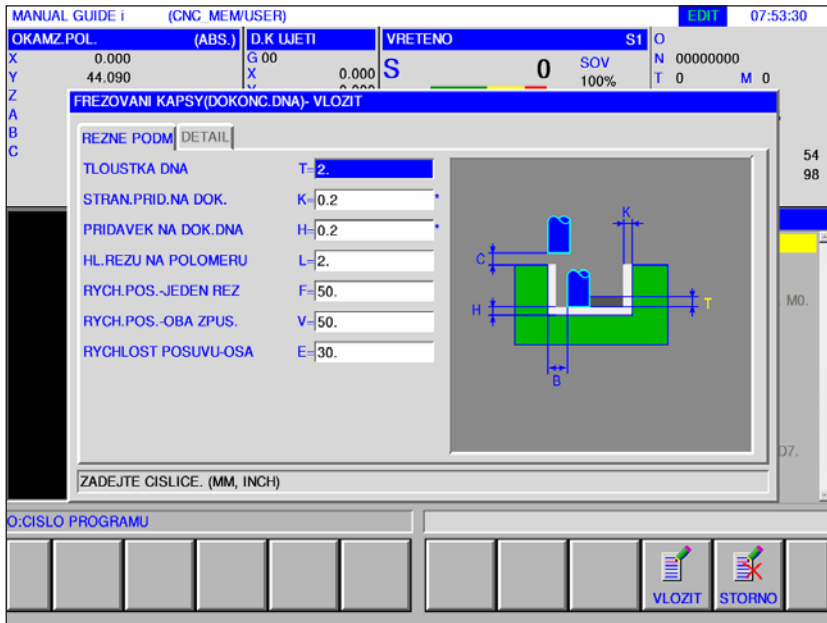 MANUAL GUIDE i (CNC_MEM/USER) EDIT 07:53:30
OKAMZ.POL. (ABS.) D.K UJETI VRETENO S1 O
X 0.000 G 00 S 0 SOV N 00000000
Y 44.090 X 0.000 100% T 0 M 0
Z
A
B
C
54
98
FREZOVANI KAPSY(DOKONC.DNA)- VLOZIT
REZNE PODM DETAIL
TLOUSTKA DNA T= 2.
STRAN.PRID.NA DOK. K= 0.2 *
PRIDAVEK NA DOK.DNA H= 0.2 *
HL.REZU NA POLOMERU L= 2.
RYCH.POS.-JEDEN REZ F= 50.
RYCH.POS.-OBA ZPUS. V= 50.
RYCHLOST POSUVU-OSA E= 30.
K
C
H
T
B
M0.
D7.
ZADEJTE CISLICE. (MM, INCH)
O:CISLO PROGRAMU
VLOZIT STORNO